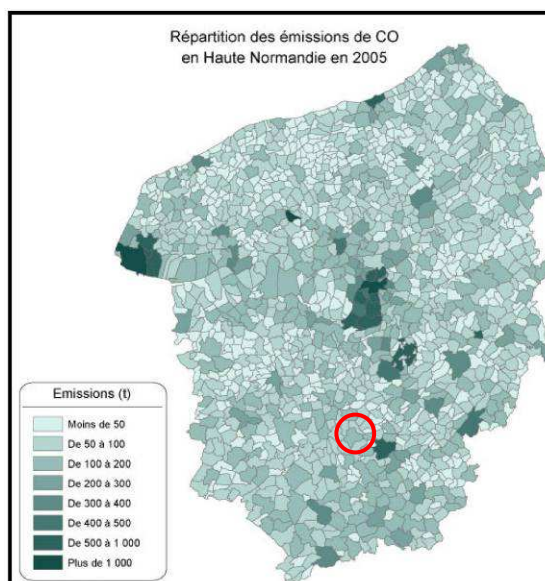 Répartition des émissions de CO
en Haute Normandie en 2005
Emissions (t)
Moins de 50
De 50 à 100
De 100 à 200
De 200 à 300
De 300 à 400
De 400 à 500
De 500 à 1 000
Plus de 1 000